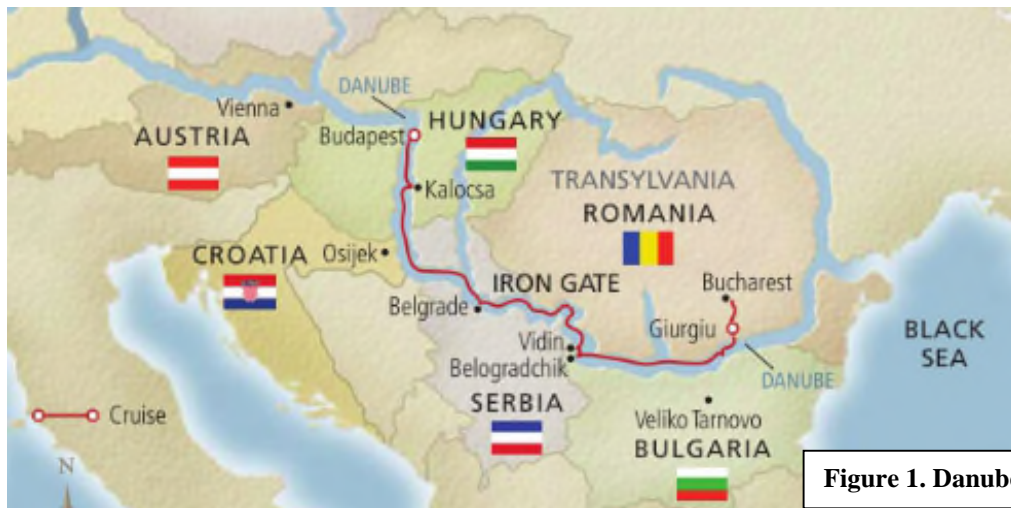 DANUBE
Vienna
HUNGARY
Budapest
AUSTRIA
TRANSYLVANIA
Kalocsa
ROMANIA
CROATIA
Osijek
IRON GATE
Bucharest
Belgrade
Giurgiu
BLACK
SEA
Vidin
Belogradchik
DANUBE
SERBIA
Veliko Tarnovo
Cruise
BULGARIA
N
Figure 1. Danub